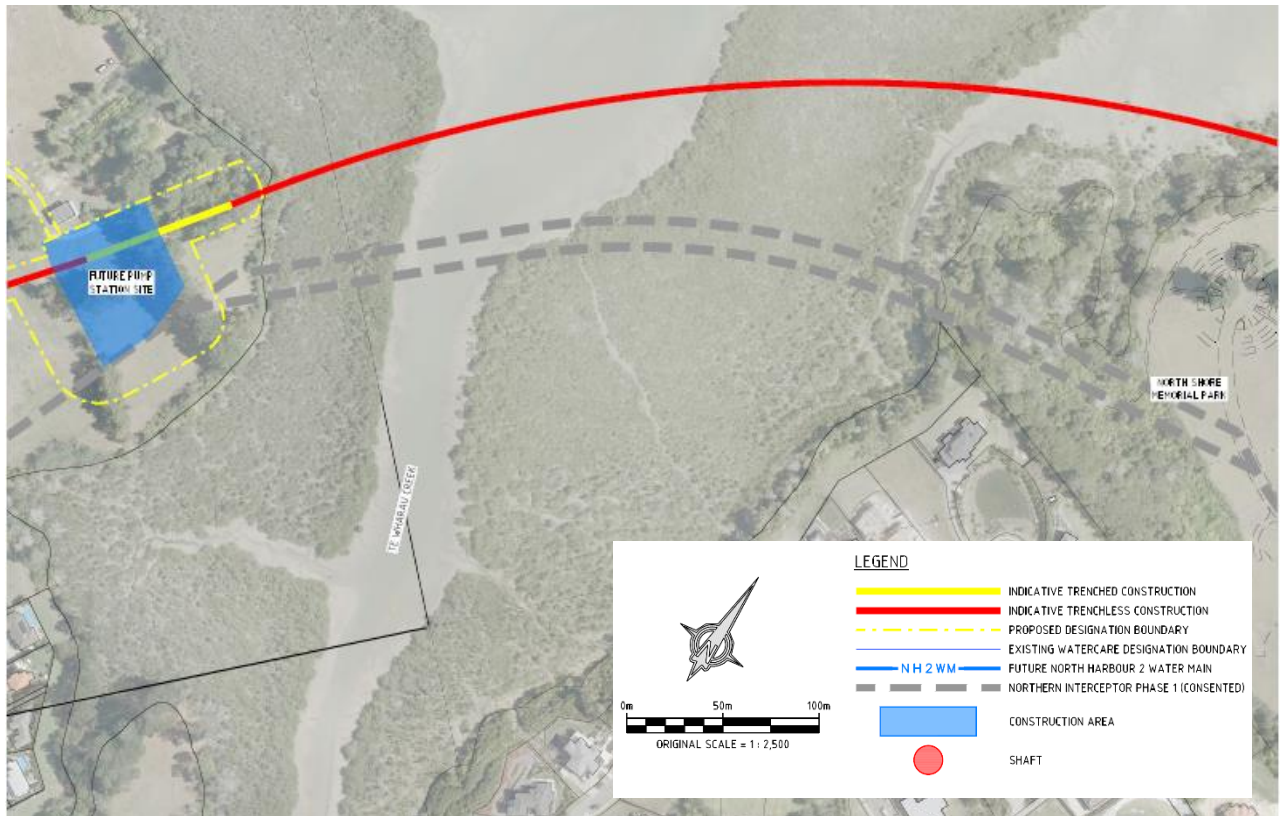 FUTURE PUMP
STATION SITE
NORTH SHORE
MEMORIAL PARK
TE WHARAU CREEK
LEGEND
INDICATIVE TRENCHED CONSTRUCTION
INDICATIVE TRENCHLESS CONSTRUCTION
PROPOSED DESIGNATION BOUNDARY
EXISTING WATERCARE DESIGNATION BOUNDARY
NH2WM FUTURE NORTH HARBOUR 2 WATER MAIN
NORTHERN INTERCEPTOR PHASE 1 (CONSENTED)
CONSTRUCTION AREA
SHAFT
N
0m 50m 100m
ORIGINAL SCALE = 1 : 2,500